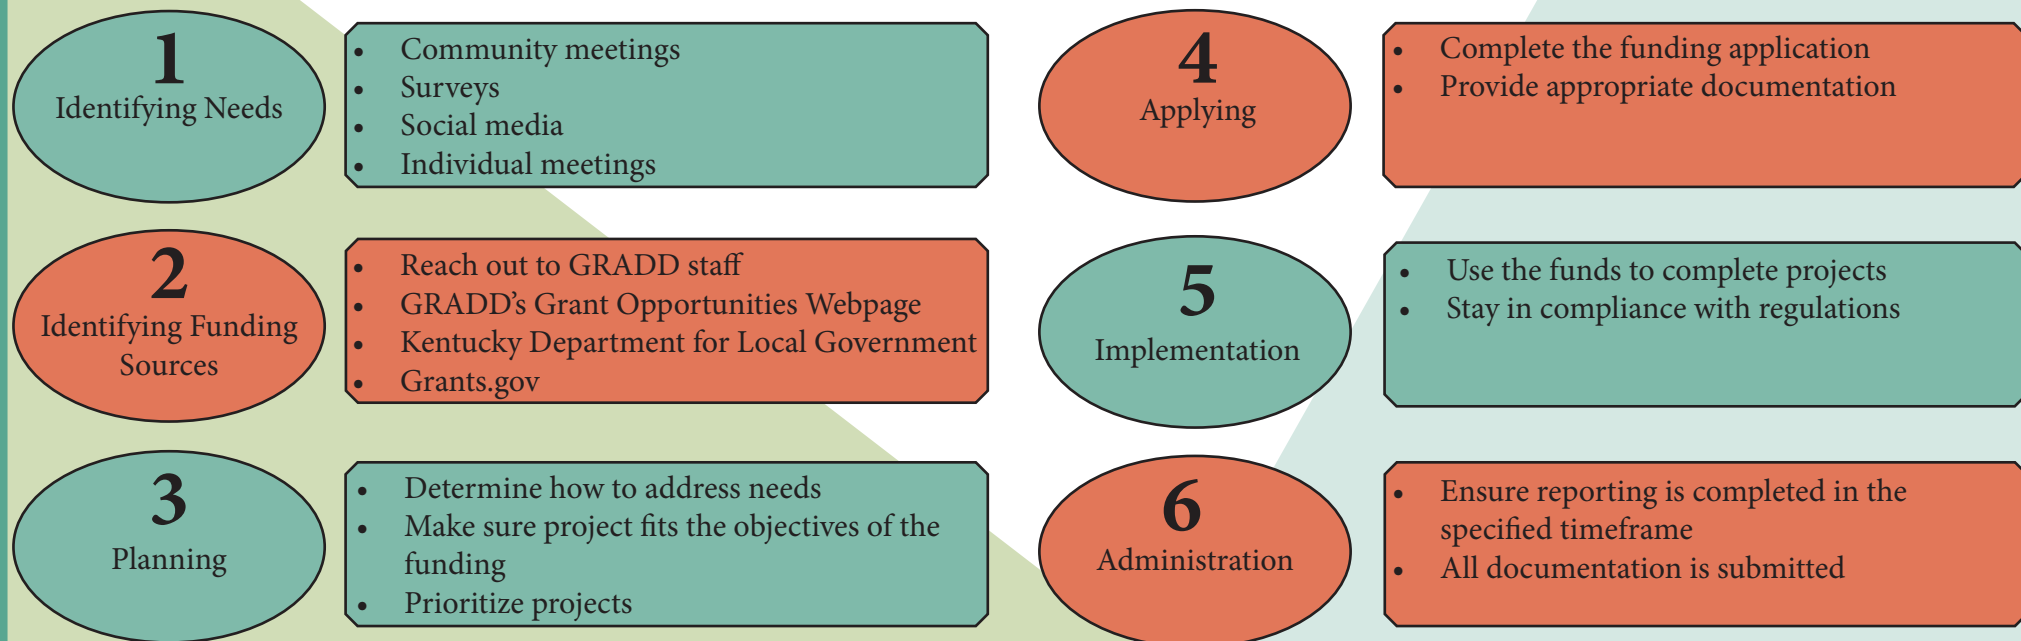 1
Identifying Needs
• Community meetings
• Surveys
• Social media
• Individual meetings
2
Identifying Funding
Sources
• Reach out to GRADD staff
• GRADD's Grant Opportunities Webpage
• Kentucky Department for Local Government
• Grants.gov
3
Planning
• Determine how to address needs
• Make sure project fits the objectives of the
funding
• Prioritize projects
4
Applying
• Complete the funding application
• Provide appropriate documentation
5
Implementation
• Use the funds to complete projects
• Stay in compliance with regulations
6
Administration
• Ensure reporting is completed in the
specified timeframe
• All documentation is submitted